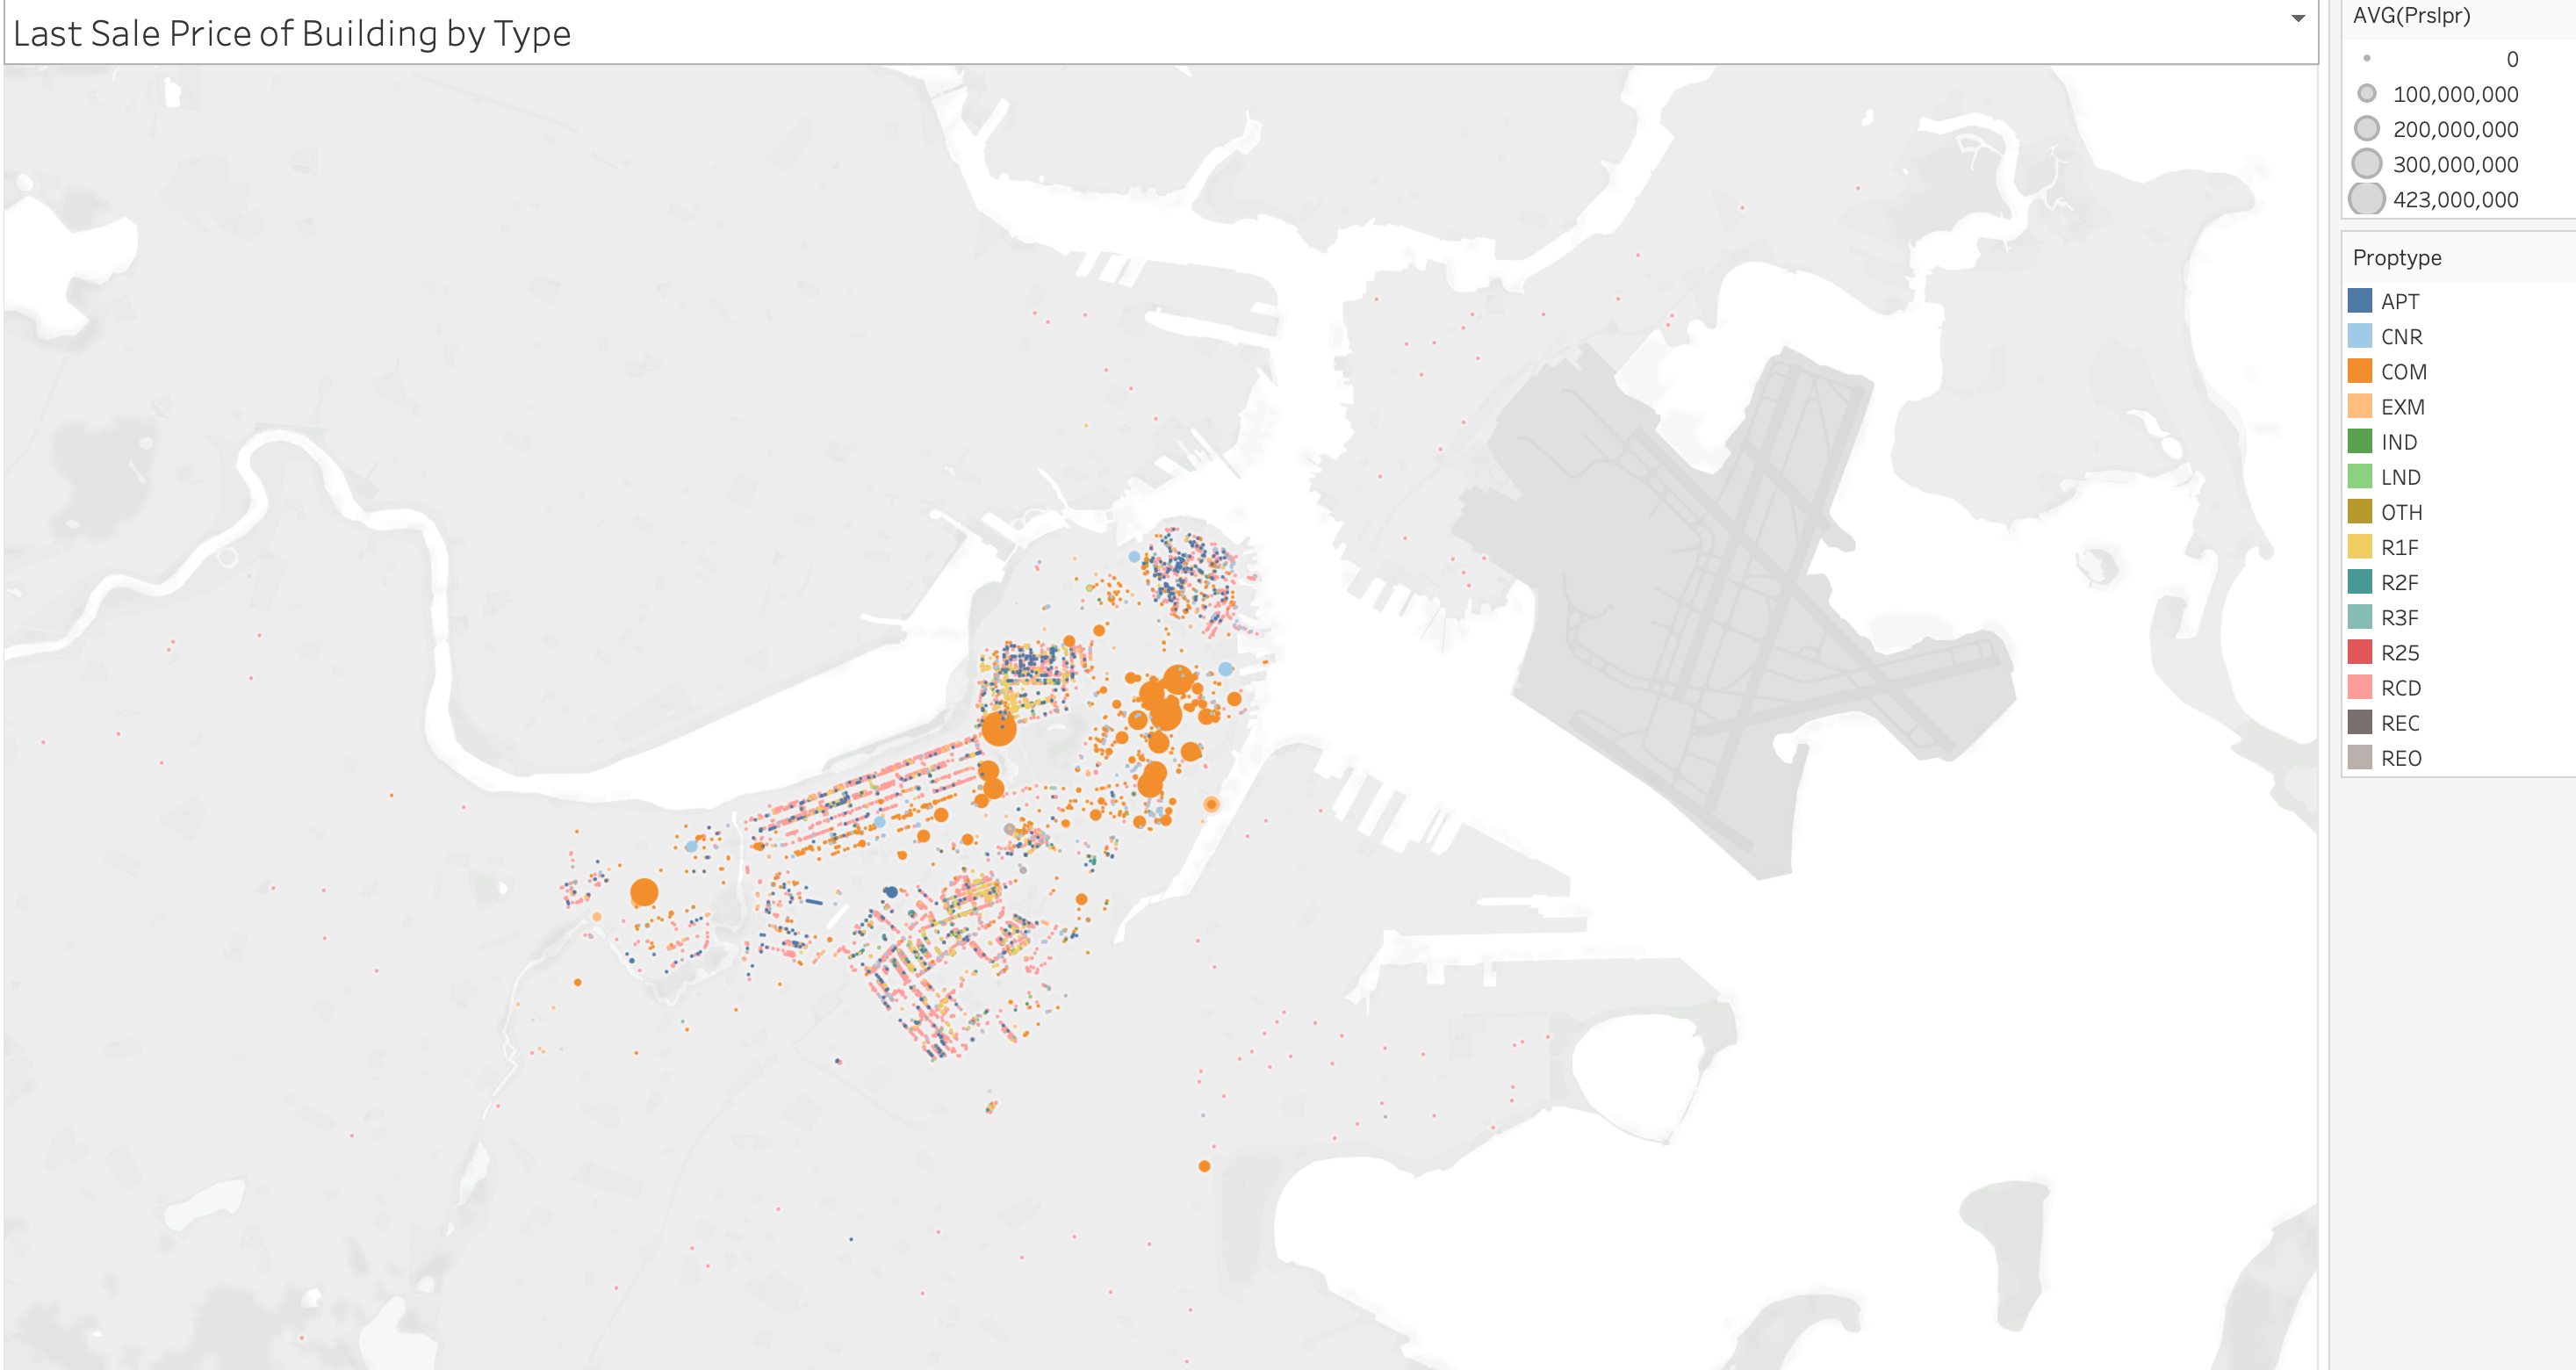 Last Sale Price of Building by Type
AVG(Prslpr)
0
100,000,000
200,000,000
300,000,000
423,000,000
Proptype
APT
CNR
COM
EXM
IND
LND
OTH
R1F
R2F
R3F
R25
RCD
REC
REO